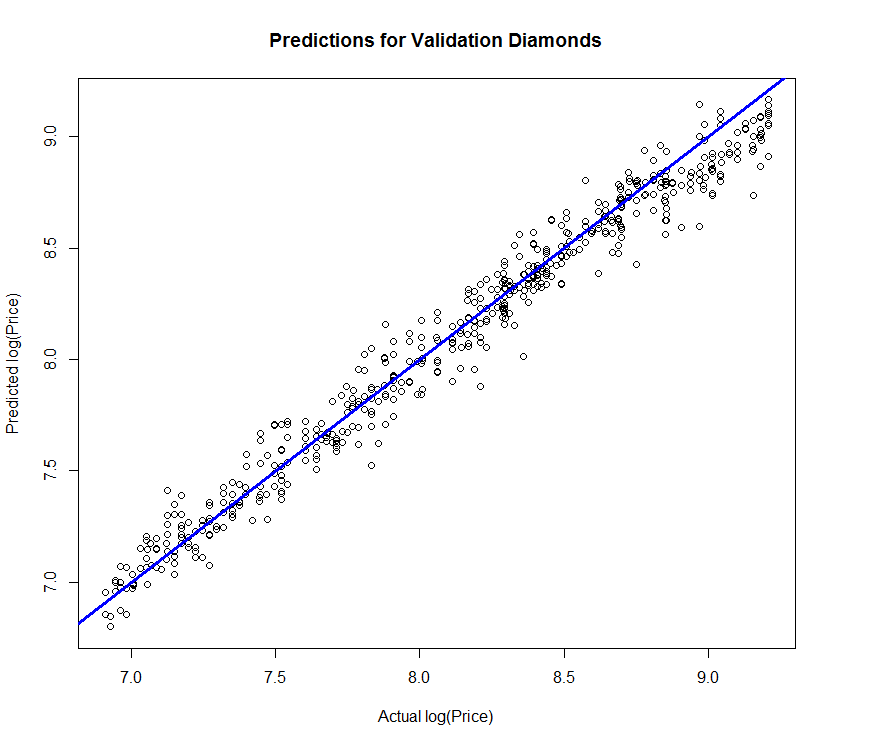 Predictions for Validation Diamonds
Predicted log(Price)
9.0
8.5
8.0
7.5
7.0
7.0 7.5 8.0 8.5 9.0
Actual log(Price)